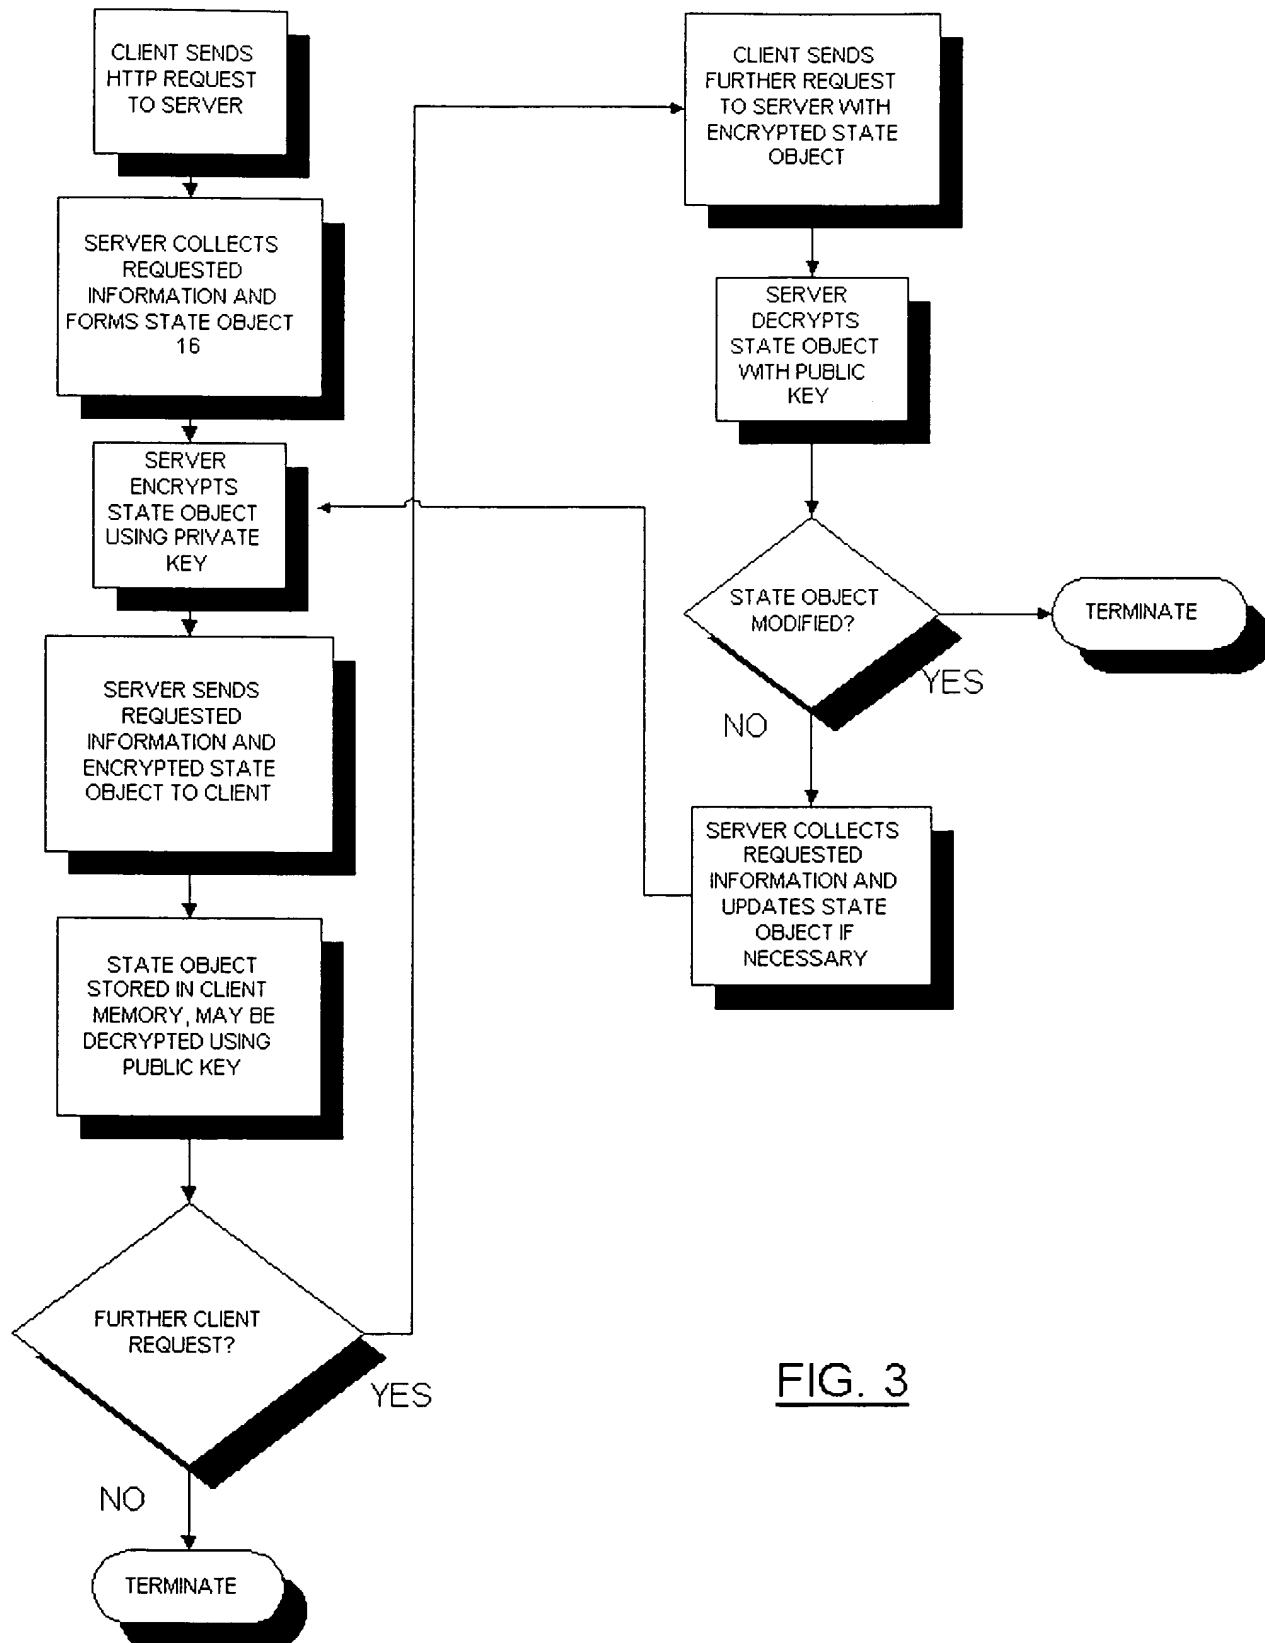 CLIENT SENDS
HTTP REQUEST
TO SERVER
SERVER COLLECTS
REQUESTED
INFORMATION AND
FORMS STATE OBJECT
16
SERVER
ENCRYPTS
STATE OBJECT
USING PRIVATE
KEY
SERVER SENDS
REQUESTED
INFORMATION AND
ENCRYPTED STATE
OBJECT TO CLIENT
STATE OBJECT
STORED IN CLIENT
MEMORY, MAY BE
DECRYPTED USING
PUBLIC KEY
FURTHER CLIENT
REQUEST?
YES
NO
TERMINATE
CLIENT SENDS
FURTHER REQUEST
TO SERVER WITH
ENCRYPTED STATE
OBJECT
SERVER
DECRYPTS
STATE OBJECT
WITH PUBLIC
KEY
STATE OBJECT
MODIFIED?
YES
TERMINATE
NO
SERVER COLLECTS
REQUESTED
INFORMATION AND
UPDATES STATE
OBJECT IF
NECESSARY
FIG. 3